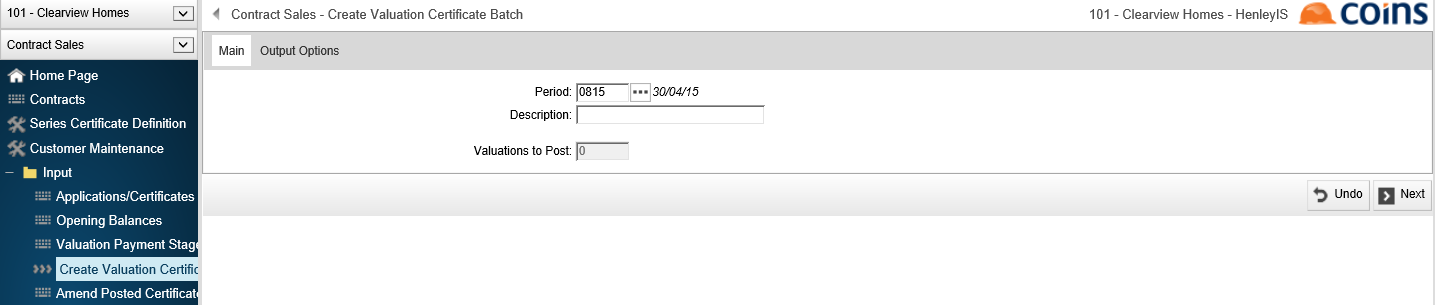 101 - Clearview Homes
Contract Sales - Create Valuation Certificate Batch
101 - Clearview Homes - HenleyIS
coins
Contract Sales
Main
Output Options
Home Page
Contracts
Series Certificate Definition
Customer Maintenance
Input
Applications/Certificates
Opening Balances
Valuation Payment Stag
Create Valuation Certific
Amend Posted Certificat
Period: 0815 30/04/15
Description:
Valuations to Post: 0
Undo
Next